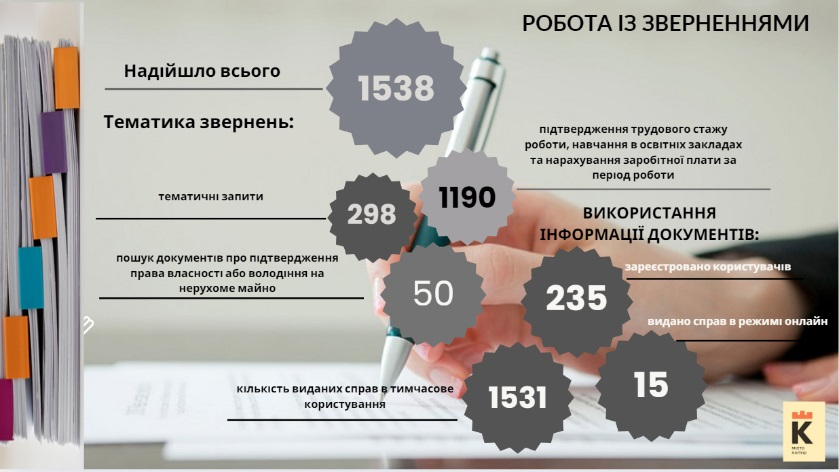 РОБОТА ІЗ ЗВЕРНЕННЯМИ
Надійшло всього
1538
Тематика звернень:
підтвердження трудового стажу
роботи, навчання в освітніх закладах
та нарахування заробітної плати за
період роботи
1190
тематичні запити
298
пошук документів про підтвердження
права власності або володіння на
нерухоме майно
50
ВИКОРИСТАННЯ
ІНФОРМАЦІЇ ДОКУМЕНТІВ:
зареєстровано користувачів
235
видано справ в режимі онлайн
15
кількість виданих справ в тимчасове
користування
1531
К